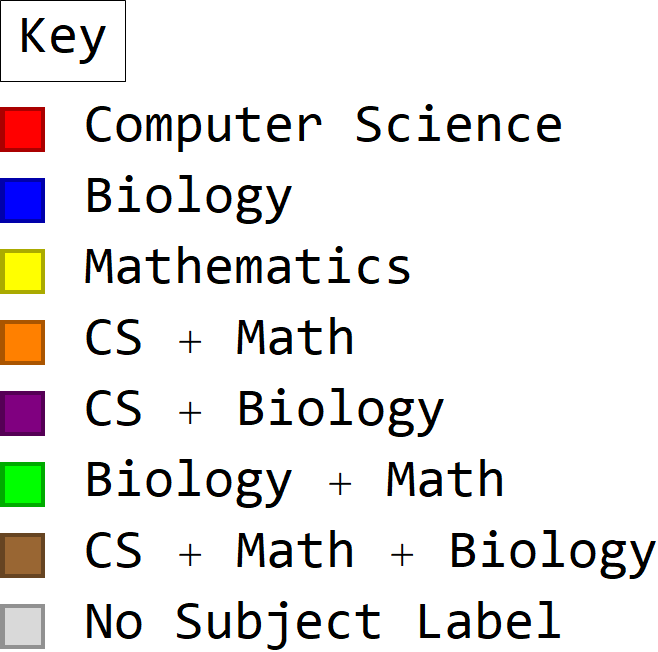 Key
Computer Science
Biology
Mathematics
CS + Math
CS + Biology
Biology + Math
CS + Math + Biology
No Subject Label